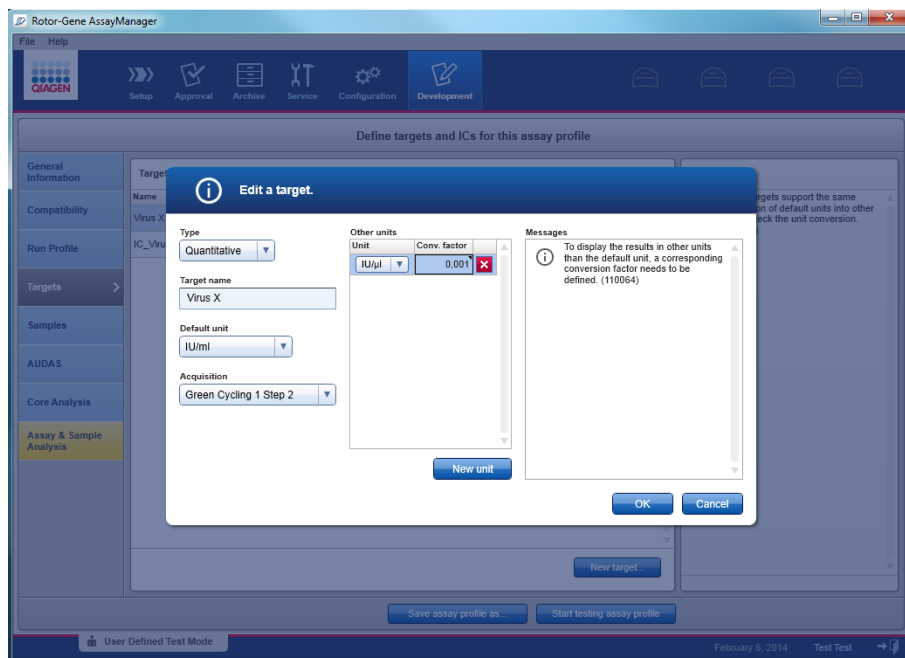 Rotor-Gene AssayManager
File Help
QIAGEN
Setup Approval Archive Service Configuration Development
Define targets and ICs for this assay profile
General
Information
Compatibility
Run Profile
Targets
Samples
AUDAS
Core Analysis
Assay & Sample
Analysis
Name
Virus X
Edit a target.
Type
Quantitative
Target name
Virus X
Default unit
IU/ml
Acquisition
Green Cycling 1 Step 2
Other units
Unit Conv. factor
IU/µl 0,001
New unit
Messages
To display the results in other units
than the default unit, a corresponding
conversion factor needs to be
defined. (110064)
OK Cancel
support the same
of default units into other
the unit conversion.
New target...
Save assay profile as... Start testing assay profile
User Defined Test Mode
February 6, 2014 Test Test